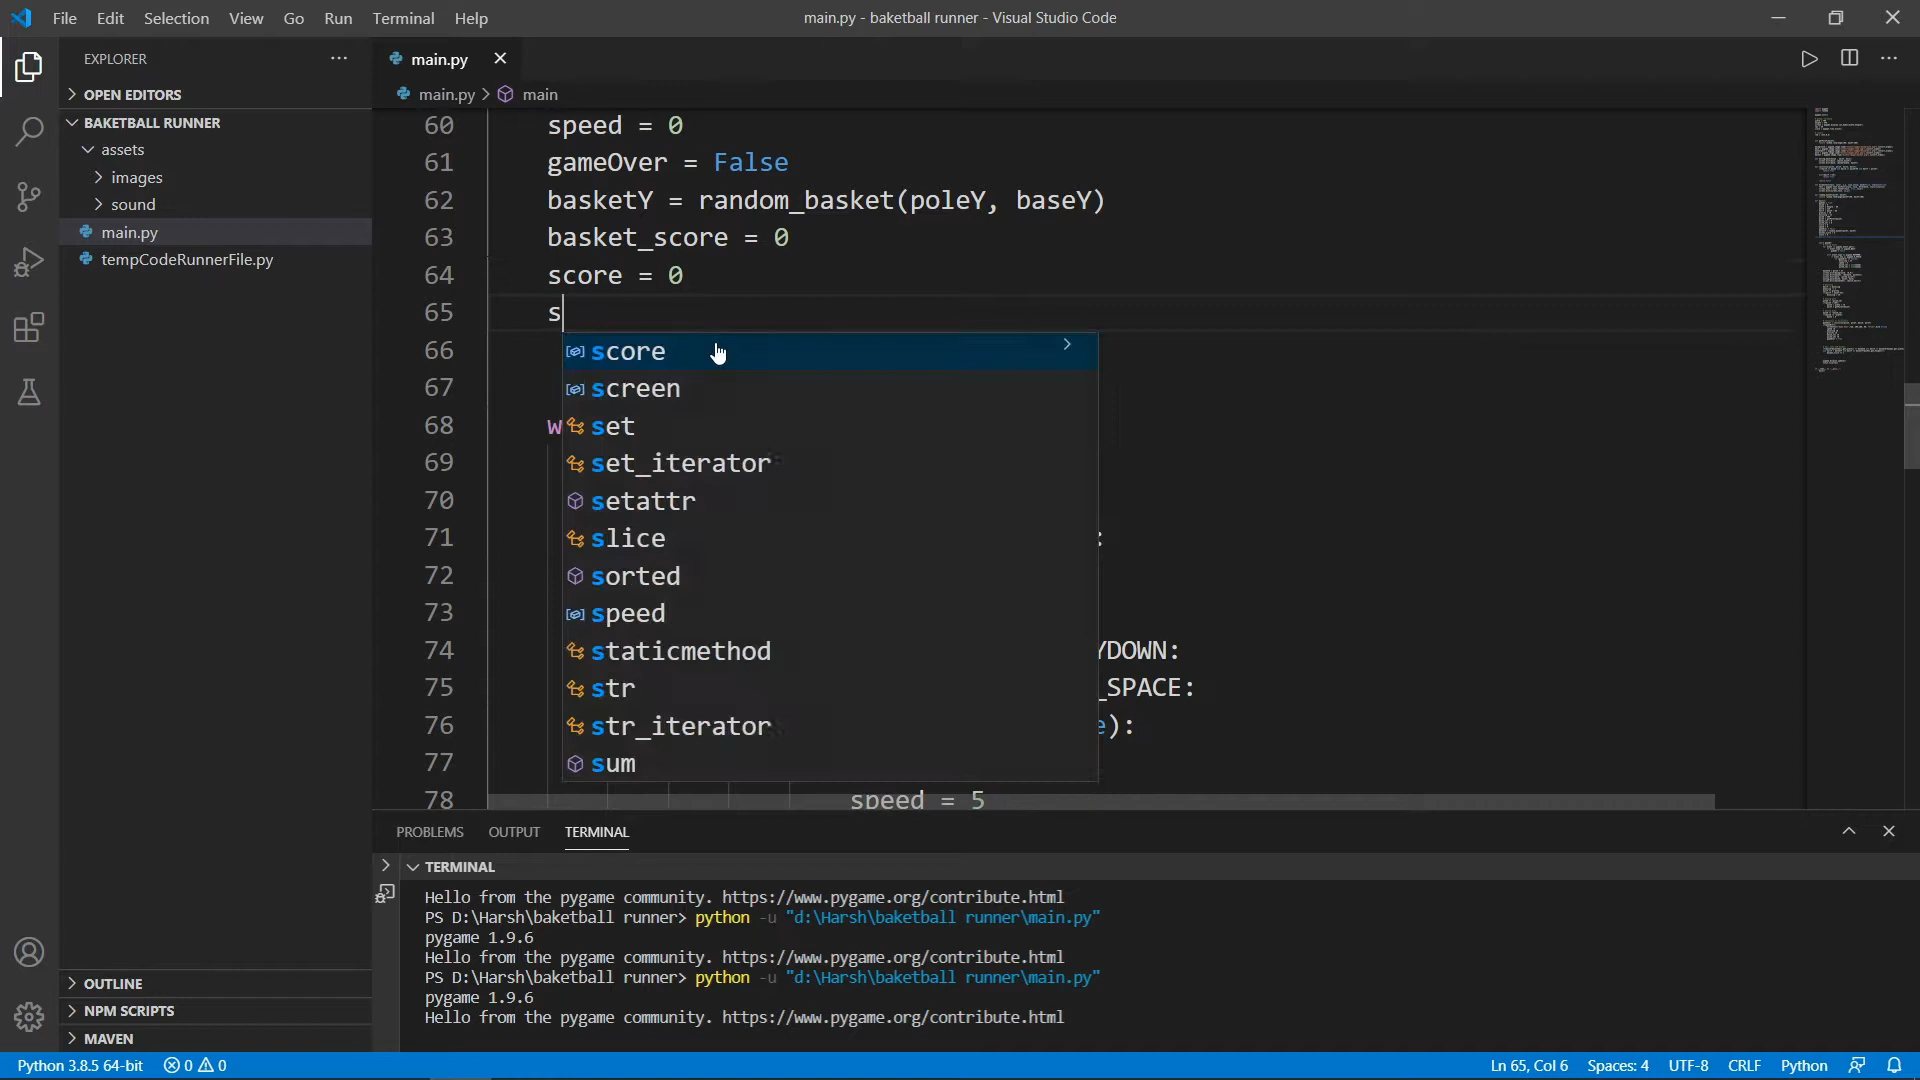 File Edit Selection View Go Run Terminal Help
main.py - baketball runner - Visual Studio Code
EXPLORER
OPEN EDITORS
BAKETBALL RUNNER
assets
images
sound
main.py
tempCodeRunnerFile.py
OUTLINE
NPM SCRIPTS
MAVEN
main.py
main.py > main
60 speed = 0
61 gameOver = False
62 basketY = random_basket(poleY, baseY)
63 basket_score = 0
64 score = 0
65 s
66
67
68 w
69
70
71 :
72
73
74 YDOWN:
75 _SPACE:
76 e):
77
78 speed = 5
score
screen
set
set_iterator
setattr
slice
sorted
speed
staticmethod
str
str_iterator
sum
PROBLEMS OUTPUT TERMINAL
TERMINAL
Hello from the pygame community. https://www.pygame.org/contribute.html
PS D:\Harsh\baketball runner> python -u "d:\Harsh\baketball runner\main.py"
pygame 1.9.6
Hello from the pygame community. https://www.pygame.org/contribute.html
PS D:\Harsh\baketball runner> python -u "d:\Harsh\baketball runner\main.py"
pygame 1.9.6
Hello from the pygame community. https://www.pygame.org/contribute.html
Python 3.8.5 64-bit 0 0 Ln 65, Col 6 Spaces: 4 UTF-8 CRLF Python